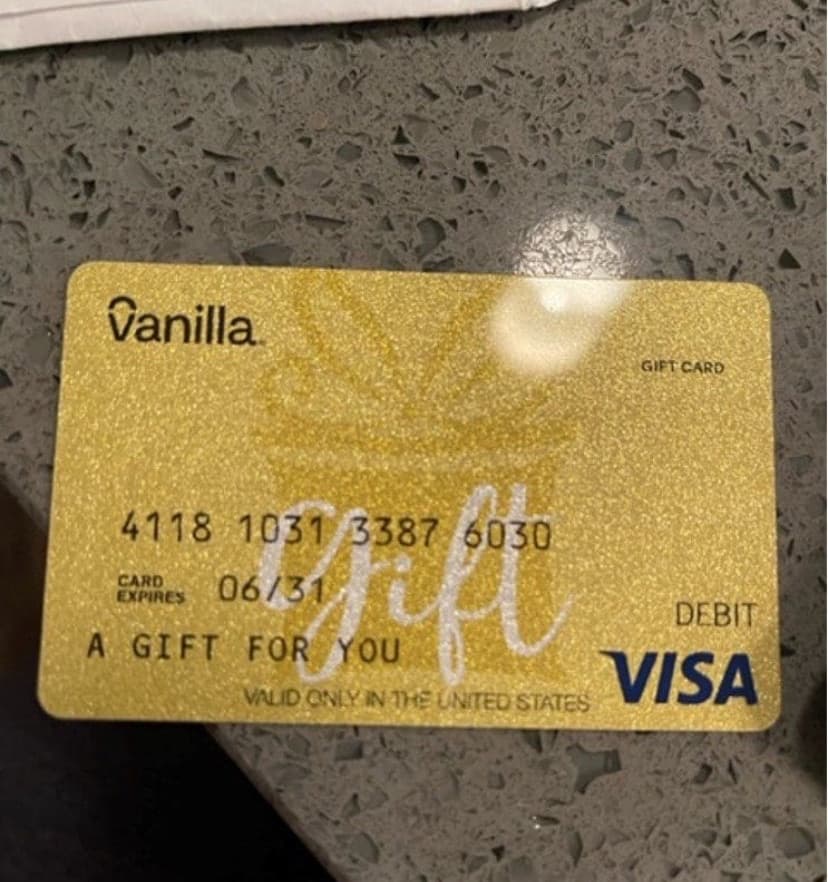 Vanilla
GIFT CARD
4118 1031 3387 6030
CARD
EXPIRES 06/31
gift
A GIFT FOR YOU
DEBIT
VISA
VALID ONLY IN THE UNITED STATES